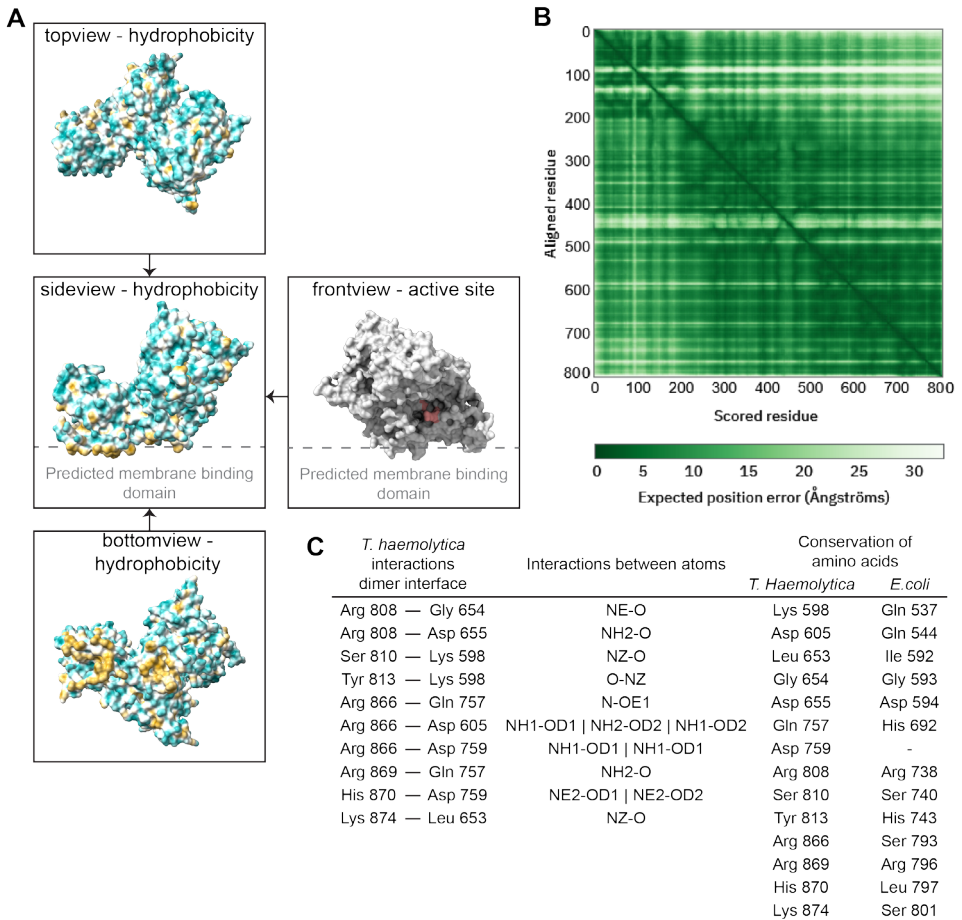 A
topview - hydrophobicity
sideview - hydrophobicity
Predicted membrane binding
domain
frontview - active site
Predicted membrane binding
domain
bottomview -
hydrophobicity
B
0
100
200
300
400
500
600
700
800
Aligned residue
0 100 200 300 400 500 600 700 800
Scored residue
0 5 10 15 20 25 30
Expected position error (Ångströms)
C
T. haemolytica
interactions
dimer interface
Interactions between atoms
Conservation of
amino acids
T. Haemolytica E.coli
Arg 808 — Gly 654 NE-O Lys 598 Gln 537
Arg 808 — Asp 655 NH2-O Asp 605 Gln 544
Ser 810 — Lys 598 NZ-O Leu 653 Ile 592
Tyr 813 — Lys 598 O-NZ Gly 654 Gly 593
Arg 866 — Gln 757 N-OE1 Asp 655 Asp 594
Arg 866 — Asp 605 NH1-OD1 | NH2-OD2 | NH1-OD2 Gln 757 His 692
Arg 866 — Asp 759 NH1-OD1 | NH1-OD1 Asp 759 -
Arg 869 — Gln 757 NH2-O Arg 808 Arg 738
His 870 — Asp 759 NE2-OD1 | NE2-OD2 Ser 810 Ser 740
Lys 874 — Leu 653 NZ-O Tyr 813 His 743
Arg 866 Ser 793
Arg 869 Arg 796
His 870 Leu 797
Lys 874 Ser 801